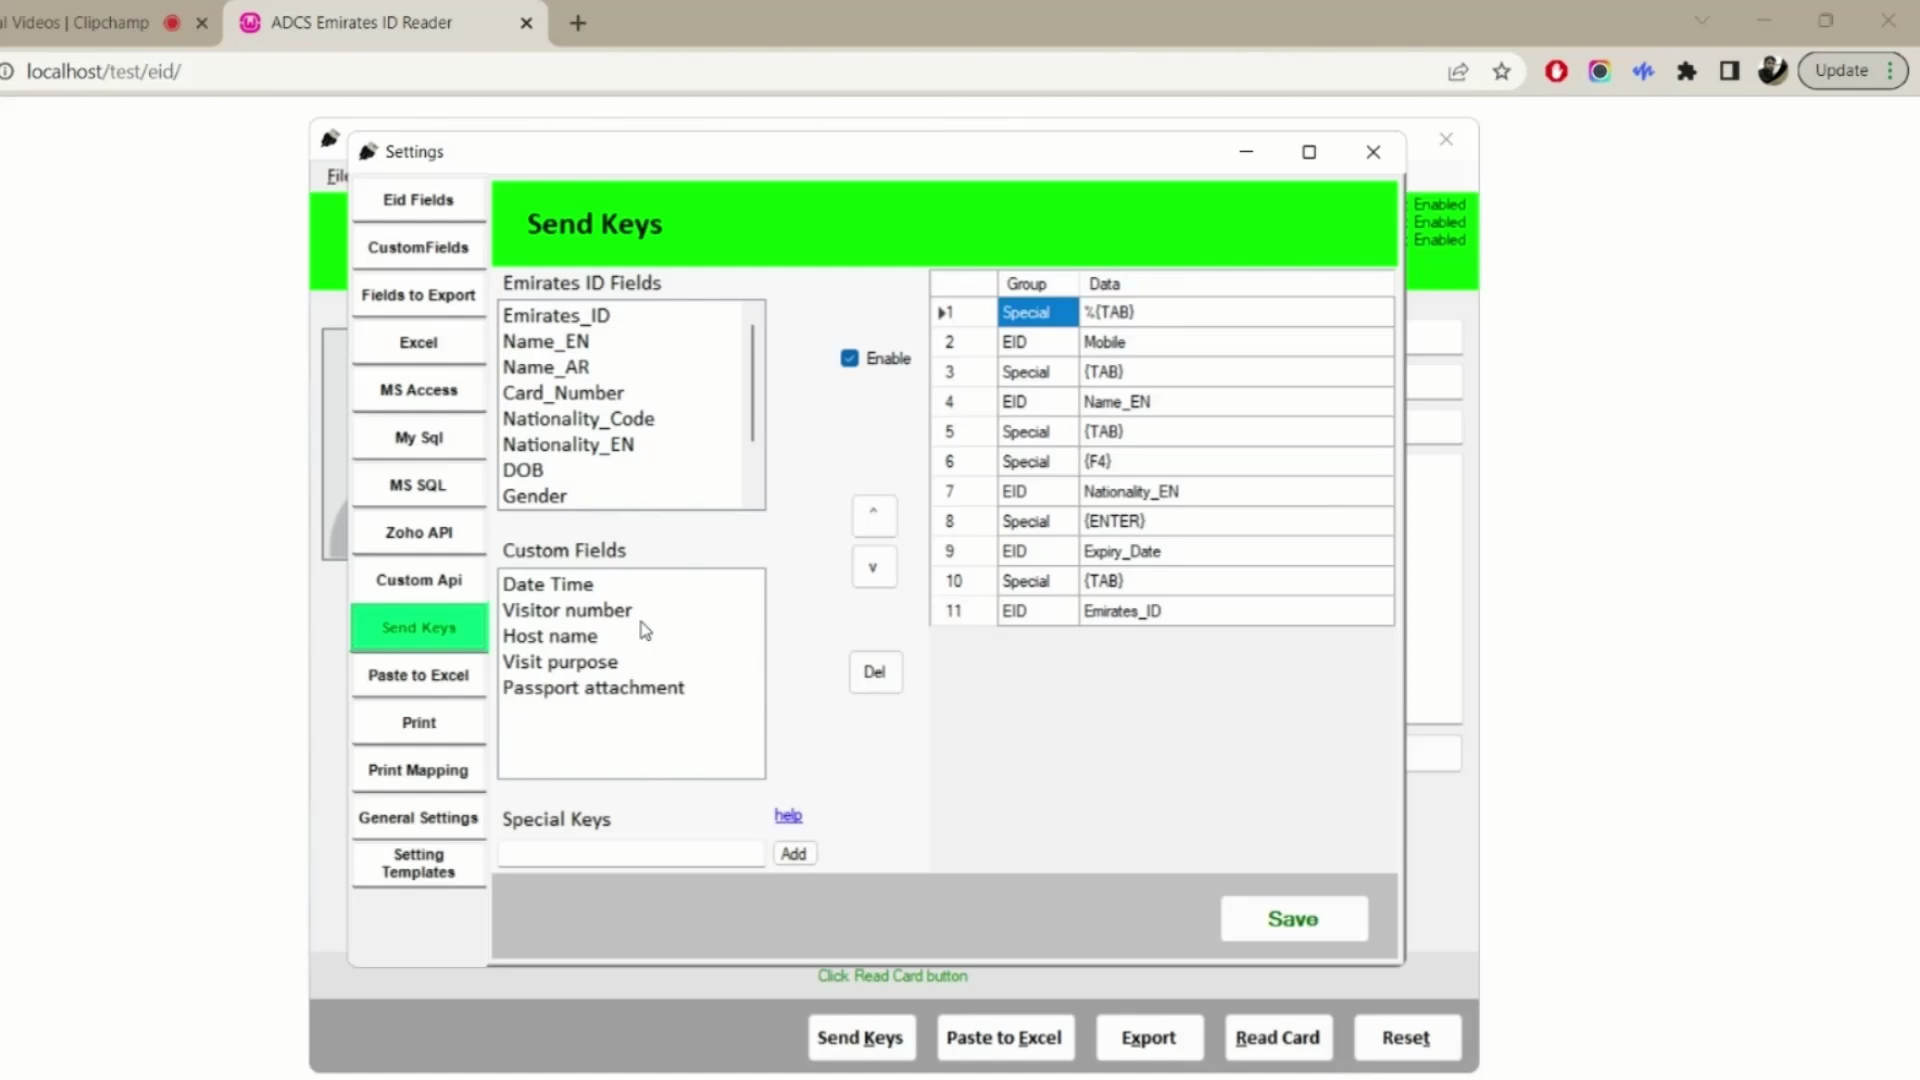 al Videos | Clipchamp
ADCS Emirates ID Reader
localhost/test/eid/
Update
Settings
File
Eid Fields
CustomFields
Fields to Export
Excel
MS Access
My Sql
MS SQL
Zoho API
Custom Api
Send Keys
Paste to Excel
Print
Print Mapping
General Settings
Setting
Templates
Send Keys
: Enabled
: Enabled
: Enabled
Emirates ID Fields
Emirates_ID
Name_EN
Name_AR
Card_Number
Nationality_Code
Nationality_EN
DOB
Gender
Custom Fields
Date Time
Visitor number
Host name
Visit purpose
Passport attachment
Special Keys
help
Add
Enable
^
v
Del
Group Data
1 Special %{TAB}
2 EID Mobile
3 Special {TAB}
4 EID Name_EN
5 Special {TAB}
6 Special {F4}
7 EID Nationality_EN
8 Special {ENTER}
9 EID Expiry_Date
10 Special {TAB}
11 EID Emirates_ID
Save
Click Read Card button
Send Keys
Paste to Excel
Export
Read Card
Reset